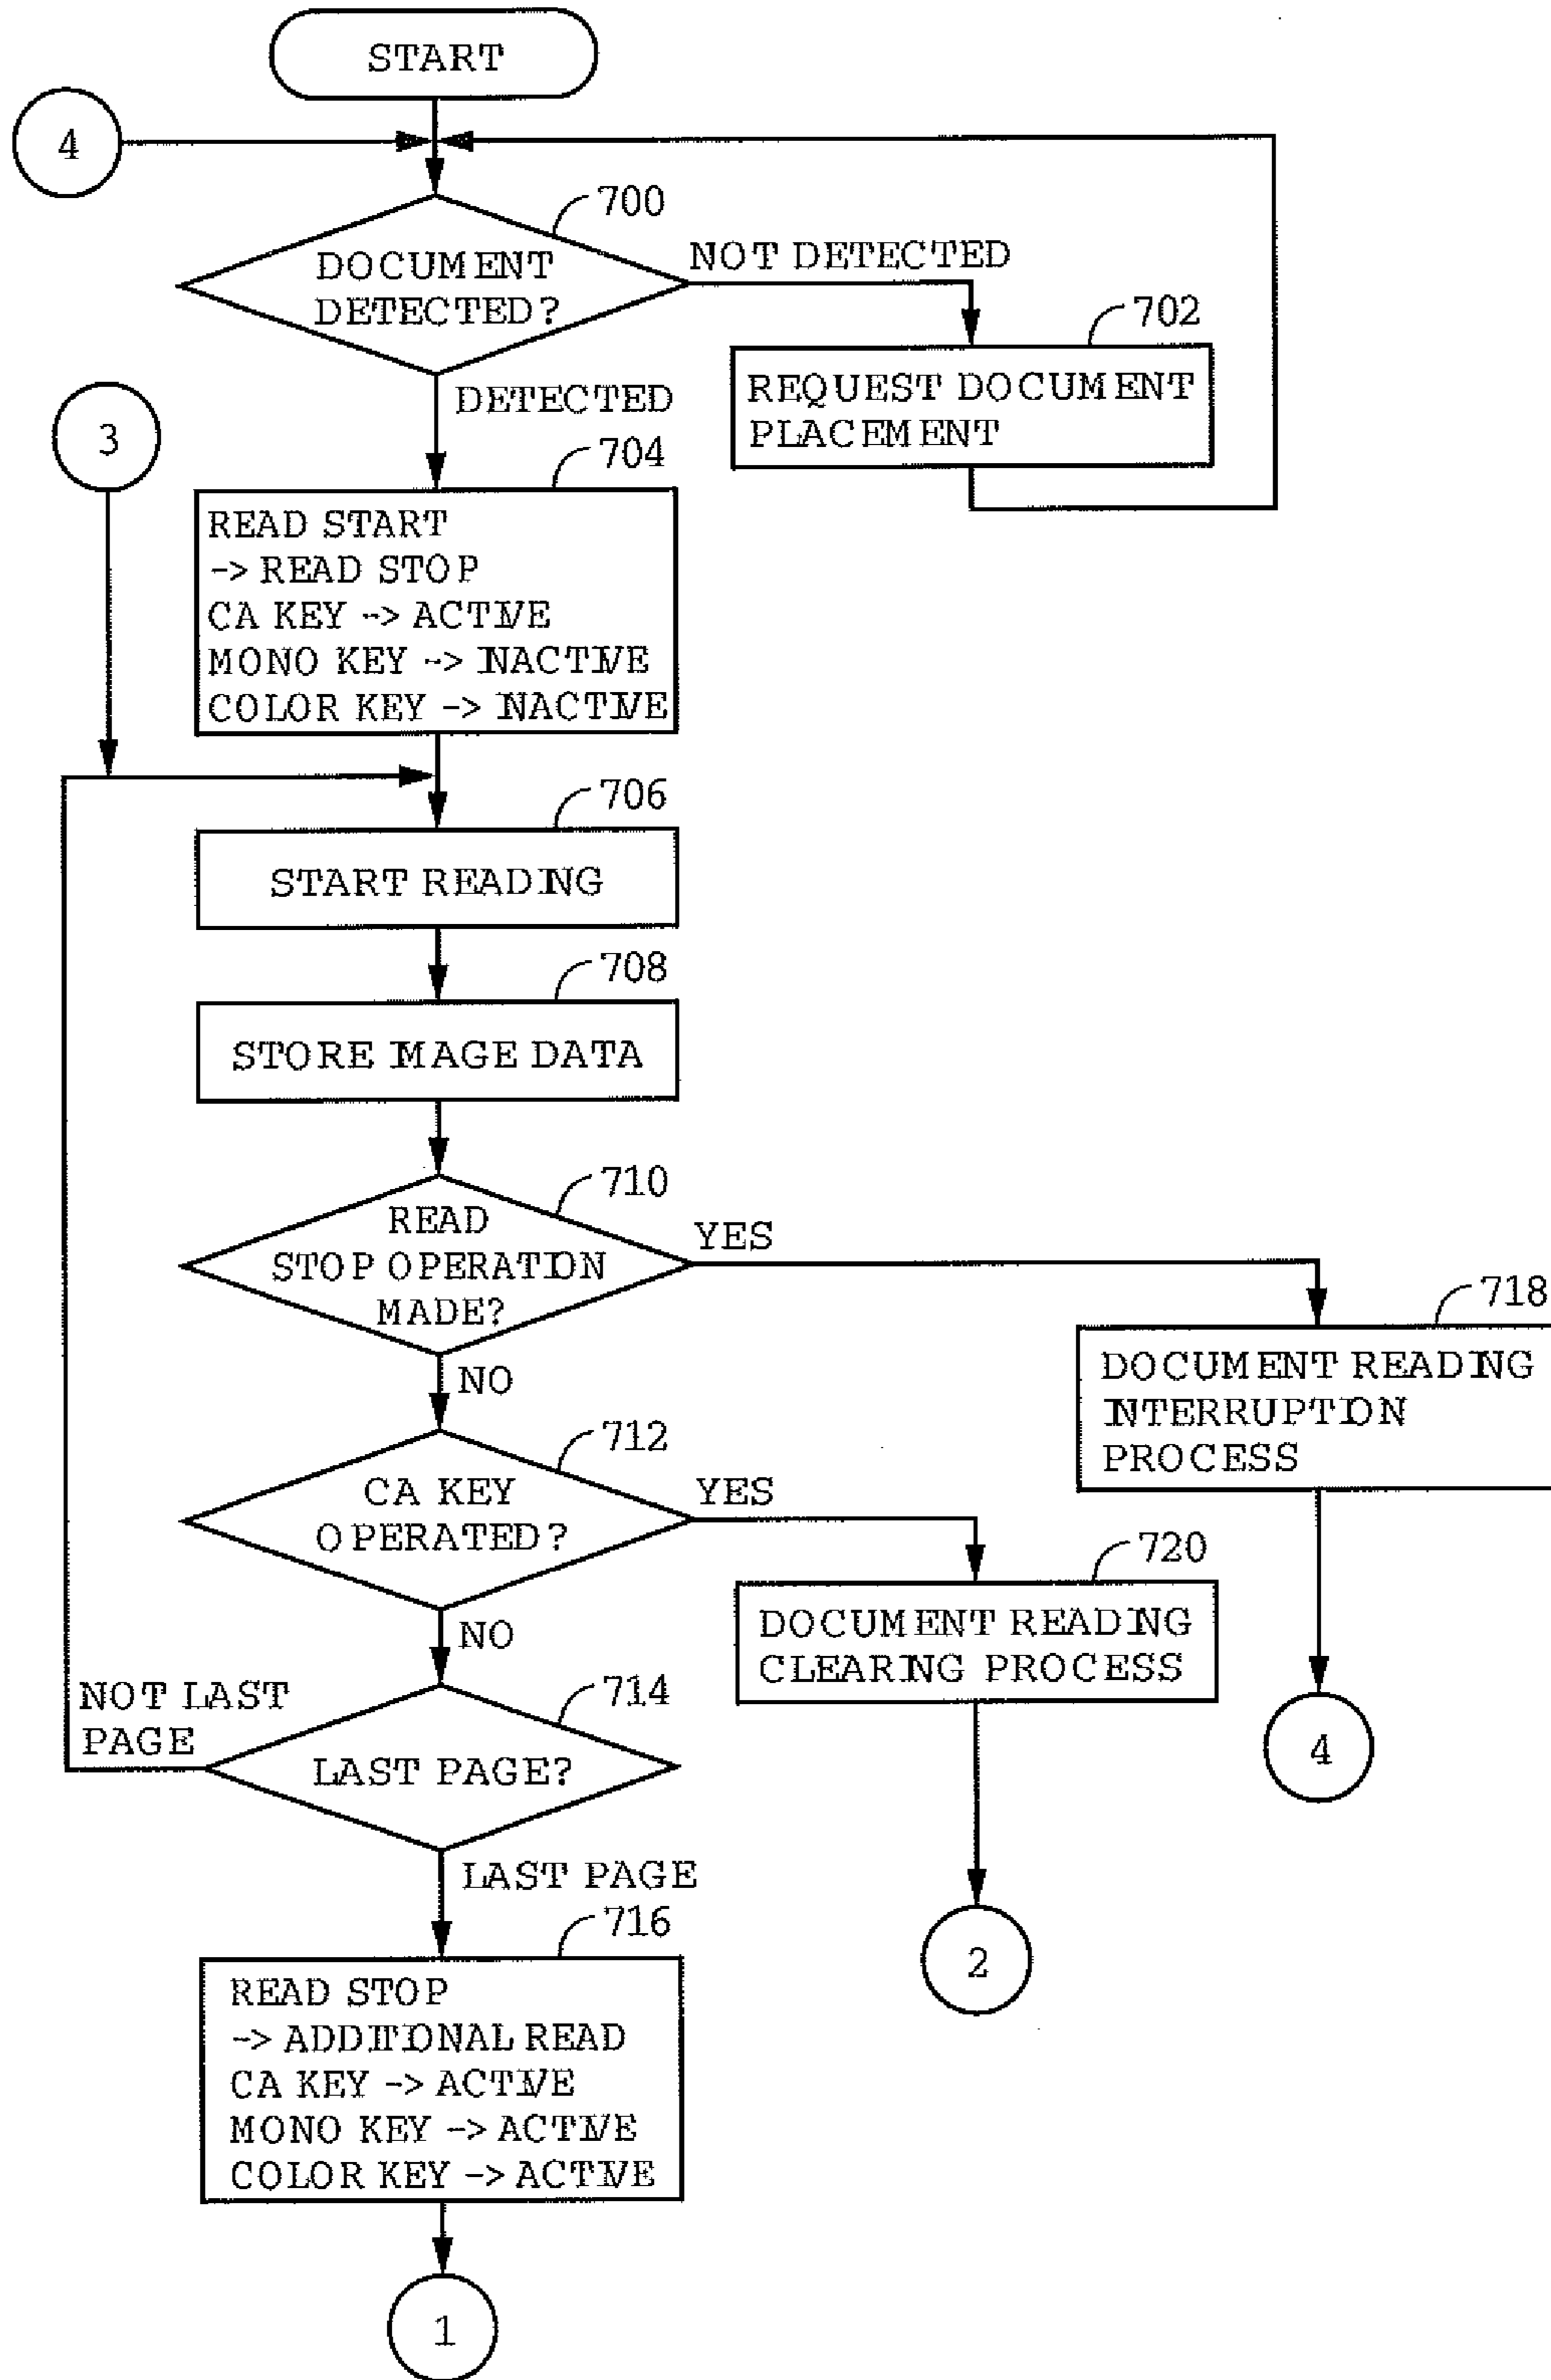 START
4
700
DOCUMENT
DETECTED?
NOT DETECTED
702
REQUEST DOCUMENT
PLACEMENT
3
DETECTED
704
READ START
-> READ STOP
CA KEY -> ACTIVE
MONO KEY -> INACTIVE
COLOR KEY -> INACTIVE
706
START READING
708
STORE IMAGE DATA
710
READ
STOP OPERATION
MADE?
YES
718
DOCUMENT READING
INTERRUPTION
PROCESS
NO
712
CA KEY
OPERATED?
YES
720
DOCUMENT READING
CLEARING PROCESS
NO
NOT LAST
PAGE
714
LAST PAGE?
4
LAST PAGE
716
2
READ STOP
-> ADDITIONAL READ
CA KEY -> ACTIVE
MONO KEY -> ACTIVE
COLOR KEY -> ACTIVE
1